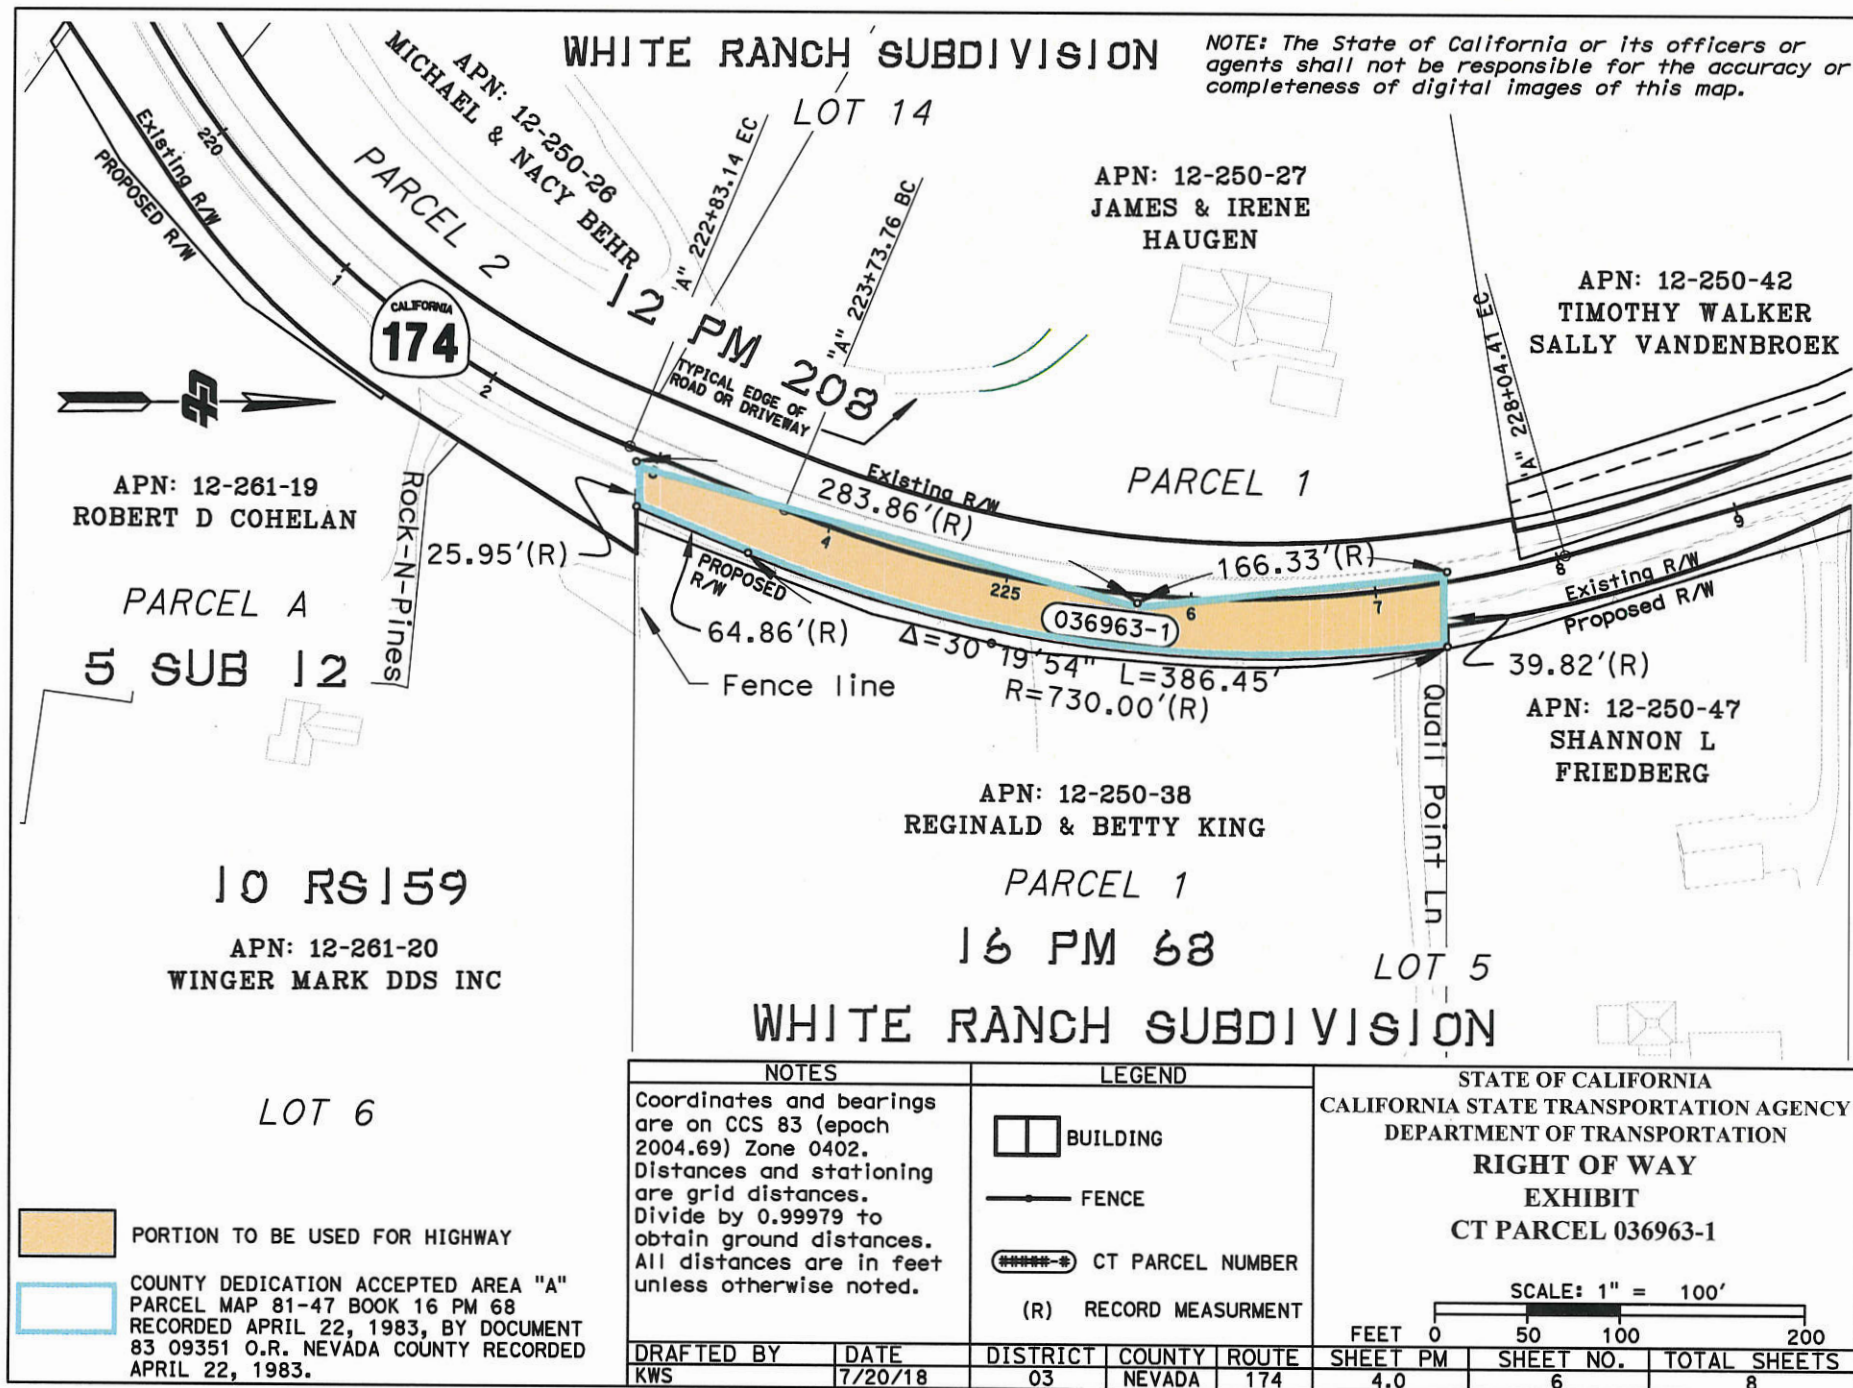 WHITE RANCH SUBDIVISION
NOTE: The State of California or its officers or
agents shall not be responsible for the accuracy or
completeness of digital images of this map.
LOT 14
APN: 12-250-26
MICHAEL & NACY BEHR
PARCEL 2
Existing R/W
PROPOSED R/W
220
1
2
CALIFORNIA
174
12 PM 208
"A" 222+83.14 EC
"A" 223+73.76 BC
TYPICAL EDGE OF
ROAD OR DRIVEWAY
APN: 12-250-27
JAMES & IRENE
HAUGEN
APN: 12-250-42
TIMOTHY WALKER
SALLY VANDENBROEK
"A" 228+04.41 EC
Existing R/W
PARCEL 1
283.86'(R)
166.33'(R)
4
225
6
7
8
9
036963-1
APN: 12-261-19
ROBERT D COHELAN
Rock-N-Pines
25.95'(R)
PROPOSED
R/W
64.86'(R)
Δ=30°19'54" L=386.45'
R=730.00'(R)
Fence line
PARCEL A
5 SUB 12
Existing R/W
Proposed R/W
39.82'(R)
APN: 12-250-47
SHANNON L
FRIEDBERG
Quail Point Ln
APN: 12-250-38
REGINALD & BETTY KING
PARCEL 1
16 PM 68
LOT 5
WHITE RANCH SUBDIVISION
10 RS159
APN: 12-261-20
WINGER MARK DDS INC
LOT 6
PORTION TO BE USED FOR HIGHWAY
COUNTY DEDICATION ACCEPTED AREA "A"
PARCEL MAP 81-47 BOOK 16 PM 68
RECORDED APRIL 22, 1983, BY DOCUMENT
83 09351 O.R. NEVADA COUNTY RECORDED
APRIL 22, 1983.
NOTES
Coordinates and bearings
are on CCS 83 (epoch
2004.69) Zone 0402.
Distances and stationing
are grid distances.
Divide by 0.99979 to
obtain ground distances.
All distances are in feet
unless otherwise noted.
LEGEND
BUILDING
FENCE
#####-# CT PARCEL NUMBER
(R) RECORD MEASURMENT
STATE OF CALIFORNIA
CALIFORNIA STATE TRANSPORTATION AGENCY
DEPARTMENT OF TRANSPORTATION
RIGHT OF WAY
EXHIBIT
CT PARCEL 036963-1
SCALE: 1" = 100'
FEET 0 50 100 200
DRAFTED BY DATE DISTRICT COUNTY ROUTE SHEET PM SHEET NO. TOTAL SHEETS
KWS 7/20/18 03 NEVADA 174 4.0 6 8